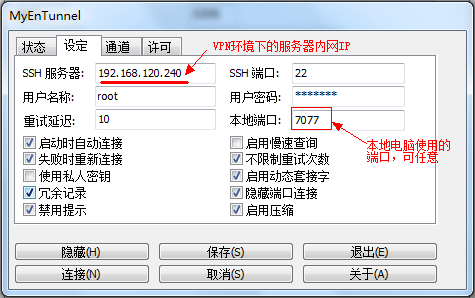 MyEnTunnel
状态 设定 通道 许可
VPN环境下的服务器内网IP
SSH 服务器: 192.168.120.240 SSH 端口: 22
用户名称: root 用户密码: *******
重试延迟: 10 本地端口: 7077
启动时自动连接 启用慢速查询
本地电脑使用的
端口，可任意
失败时重新连接 不限制重试次数
使用私人密钥 启用动态套接字
冗余记录 隐藏端口连接
禁用提示 启用压缩
隐藏(H) 保存(S) 退出(E)
连接(N) 取消(S) 关于(A)